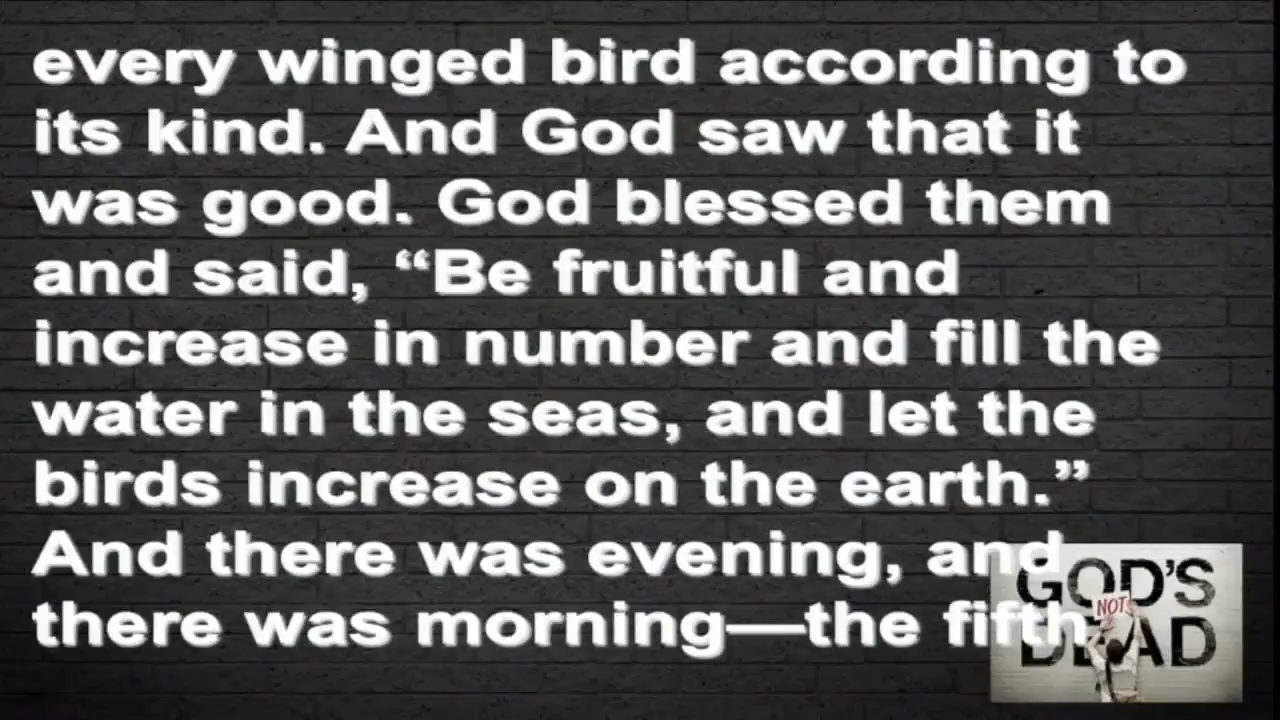 every winged bird according to
its kind. And God saw that it
was good. God blessed them
and said, “Be fruitful and
increase in number and fill the
water in the seas, and let the
birds increase on the earth.”
And there was evening, and
there was morning—the fifth
GOD'S
NOT
DEAD